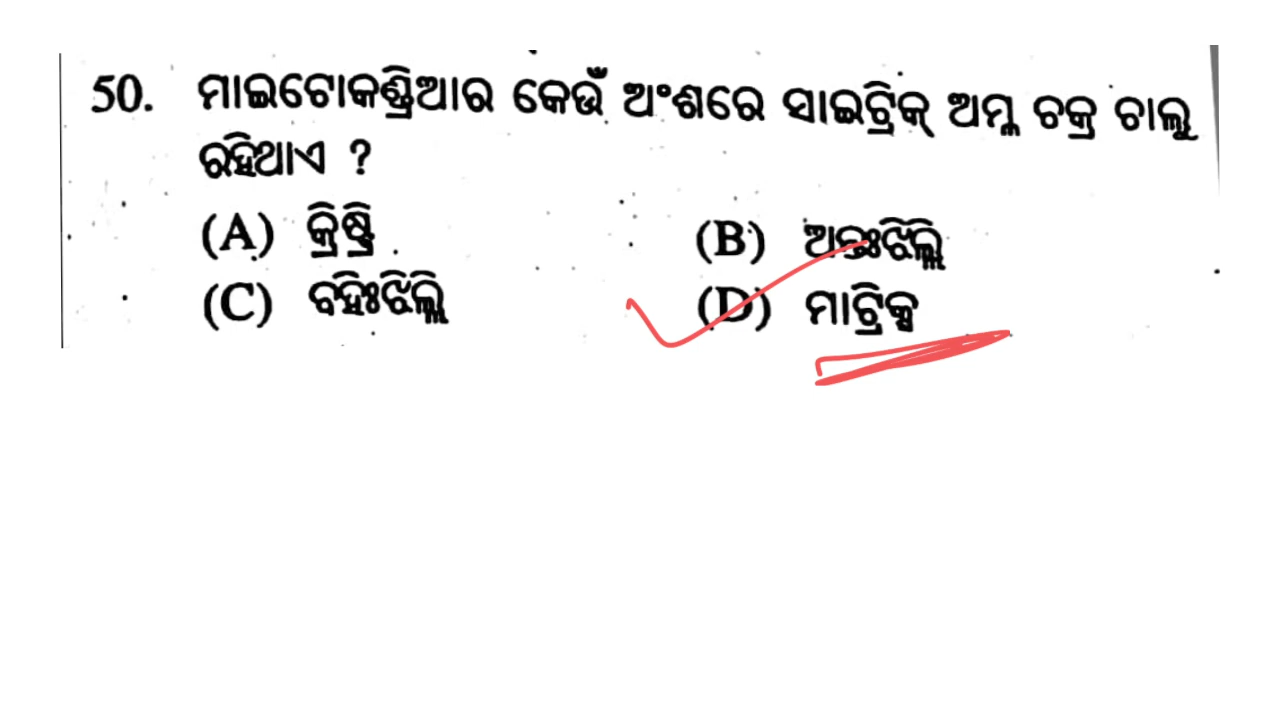 50. ମାଇଟୋକଣ୍ଡ୍ରିଆର କେଉଁ ଅଂଶରେ ସାଇଟ୍ରିକ୍ ଅମ୍ଳ ଚକ୍ର ଚାଲୁ
ରହିଥାଏ ?
(A) କ୍ରିଷ୍ଟି (B) ଅନ୍ତଃଝିଲ୍ଲି
(C) ବହିଃଝିଲ୍ଲି (D) ମାଟ୍ରିକ୍ସ